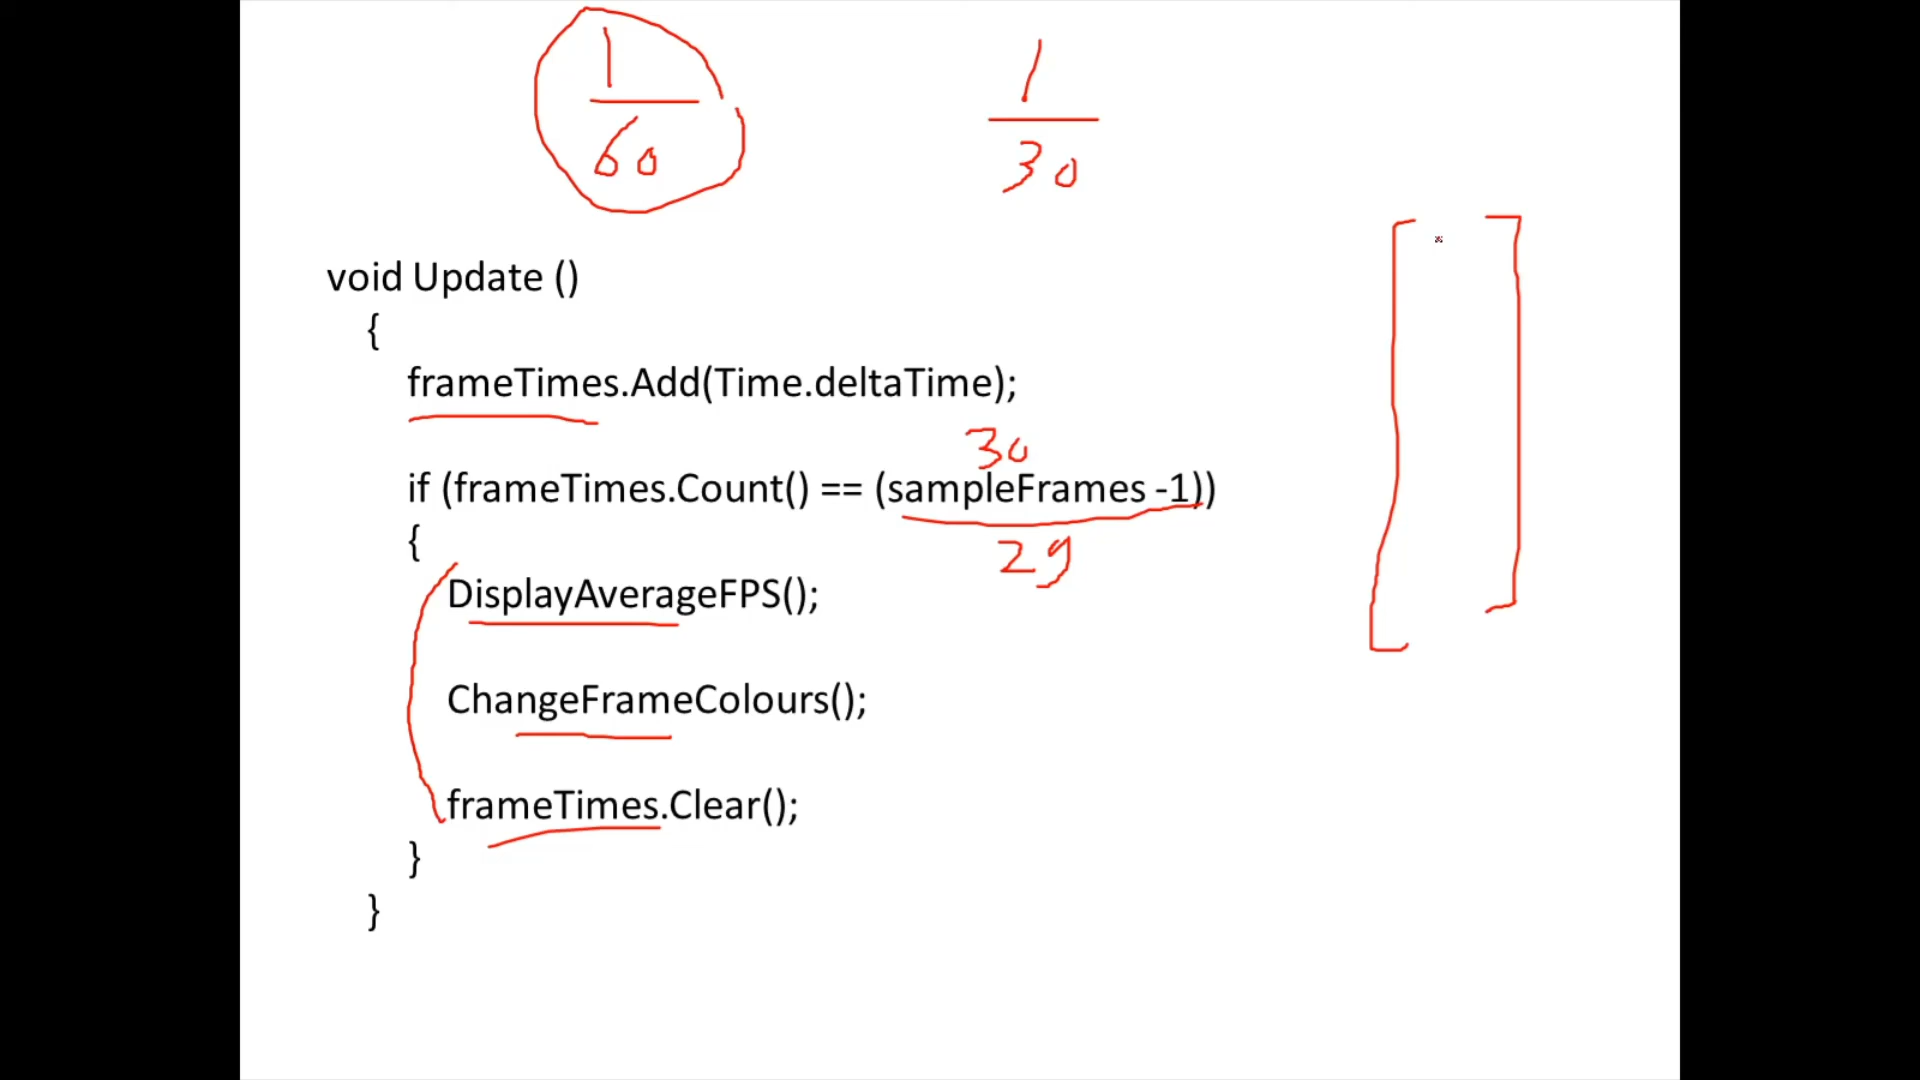 1 1
60 30
void Update ()
{
frameTimes.Add(Time.deltaTime);
30
if (frameTimes.Count() == (sampleFrames -1))
{
29
DisplayAverageFPS();
ChangeFrameColours();
frameTimes.Clear();
}
}